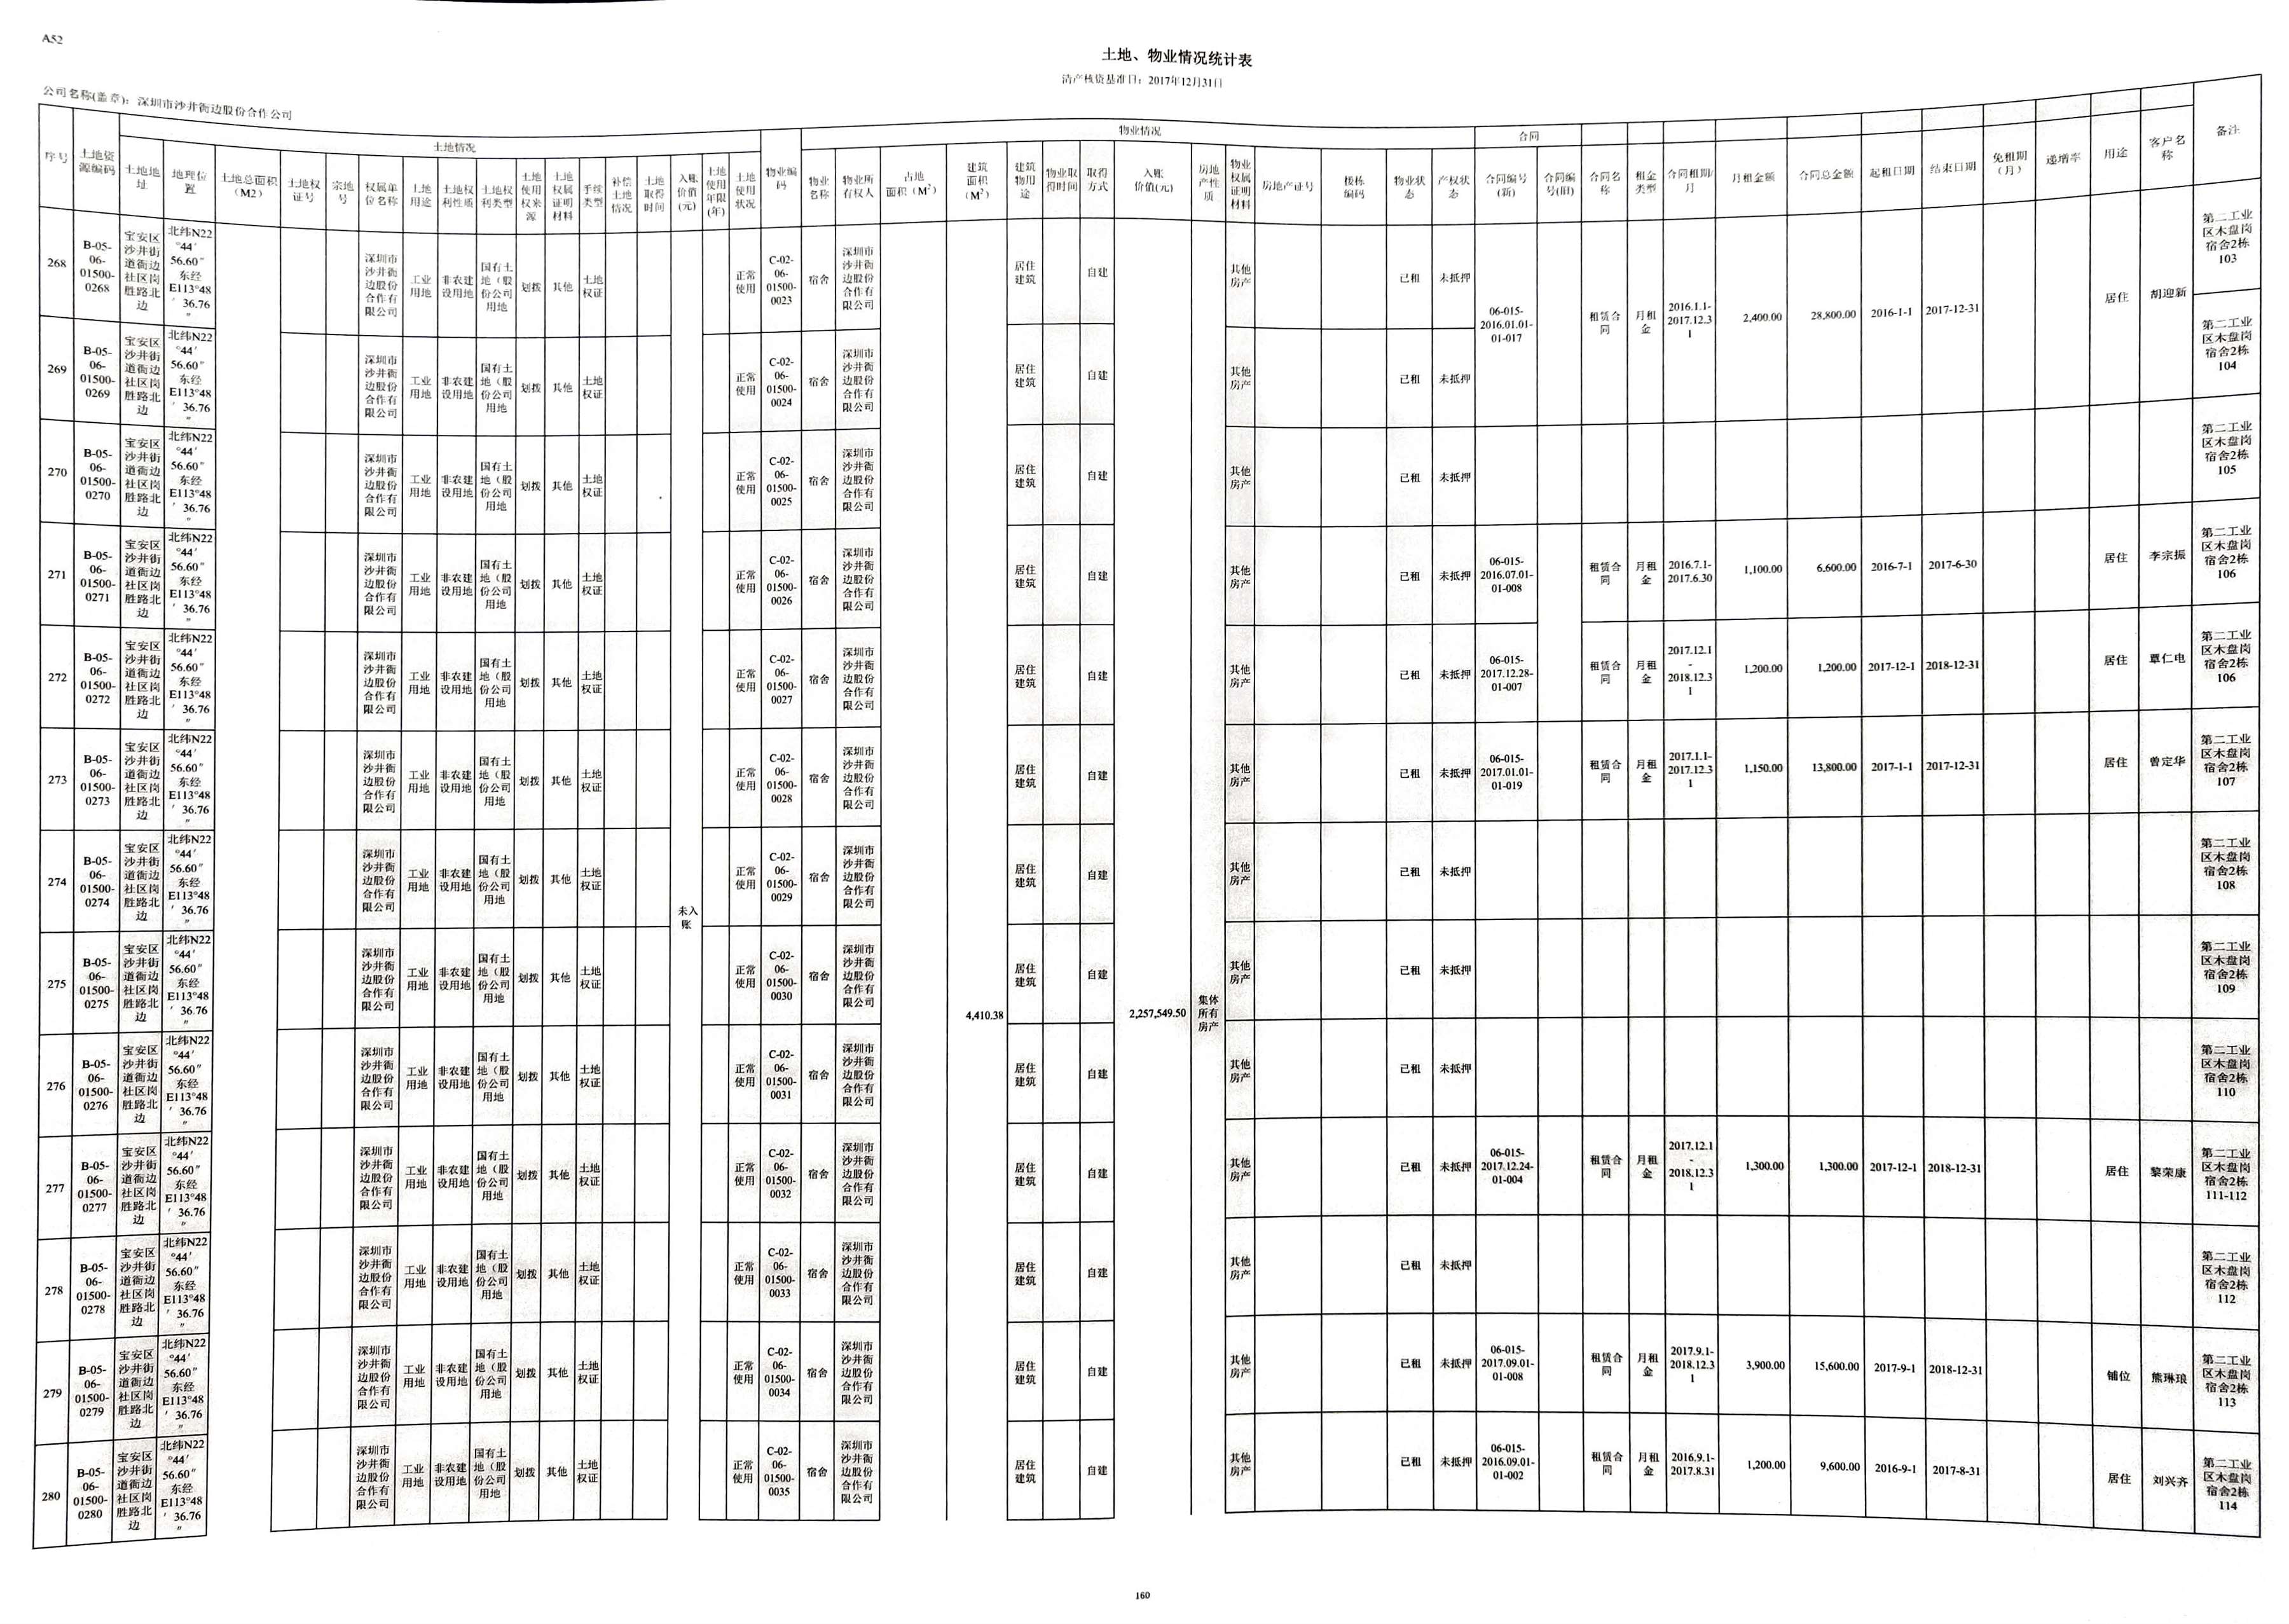 A52
土地、物业情况统计表
清产核资基准日：2017年12月31日
公司名称(盖章)：深圳市沙井衙边股份合作公司
序号 土地资源编码 土地情况 物业编码 物业情况 合同 备注
土地地址 地理位置 土地总面积（M2） 土地权证号 宗地号 权属单位名称 土地用途 土地权利性质 土地权利类型 土地使用权来源 土地权属证明材料 手续类型 补偿土地情况 土地取得时间 入账价值(元) 土地使用年限(年) 土地使用状况 物业名称 物业所有权人 占地面积（M²） 建筑面积（M²） 建筑物用途 物业取得时间 取得方式 入账价值(元) 房地产性质 物业权属证明材料 房地产证号 楼栋编码 物业状态 产权状态 合同编号(新) 合同编号(旧) 合同名称 租金类型 合同租期/月 月租金额 合同总金额 起租日期 结束日期 免租期（月） 递增率 用途 客户名称
268 B-05-06-01500-0268 宝安区沙井街道衙边社区岗胜路北边 北纬N22°44′56.60″东经E113°48′36.76″ 深圳市沙井衙边股份合作有限公司 工业用地 非农建设用地 国有土地（股份公司用地 划拨 其他 土地权证 正常使用 C-02-06-01500-0023 宿舍 深圳市沙井衙边股份合作有限公司 居住建筑 自建 其他房产 已租 未抵押 06-015-2016.01.01-01-017 租赁合同 月租金 2016.1.1-2017.12.31 2,400.00 28,800.00 2016-1-1 2017-12-31 居住 胡迎新 第二工业区木盘岗宿舍2栋103
269 B-05-06-01500-0269 宝安区沙井街道衙边社区岗胜路北边 北纬N22°44′56.60″东经E113°48′36.76″ 深圳市沙井衙边股份合作有限公司 工业用地 非农建设用地 国有土地（股份公司用地 划拨 其他 土地权证 正常使用 C-02-06-01500-0024 宿舍 深圳市沙井衙边股份合作有限公司 居住建筑 自建 其他房产 已租 未抵押 第二工业区木盘岗宿舍2栋104
270 B-05-06-01500-0270 宝安区沙井街道衙边社区岗胜路北边 北纬N22°44′56.60″东经E113°48′36.76″ 深圳市沙井衙边股份合作有限公司 工业用地 非农建设用地 国有土地（股份公司用地 划拨 其他 土地权证 正常使用 C-02-06-01500-0025 宿舍 深圳市沙井衙边股份合作有限公司 居住建筑 自建 其他房产 已租 未抵押 第二工业区木盘岗宿舍2栋105
271 B-05-06-01500-0271 宝安区沙井街道衙边社区岗胜路北边 北纬N22°44′56.60″东经E113°48′36.76″ 深圳市沙井衙边股份合作有限公司 工业用地 非农建设用地 国有土地（股份公司用地 划拨 其他 土地权证 正常使用 C-02-06-01500-0026 宿舍 深圳市沙井衙边股份合作有限公司 居住建筑 自建 其他房产 已租 未抵押 06-015-2016.07.01-01-008 租赁合同 月租金 2016.7.1-2017.6.30 1,100.00 6,600.00 2016-7-1 2017-6-30 居住 李宗振 第二工业区木盘岗宿舍2栋106
272 B-05-06-01500-0272 宝安区沙井街道衙边社区岗胜路北边 北纬N22°44′56.60″东经E113°48′36.76″ 深圳市沙井衙边股份合作有限公司 工业用地 非农建设用地 国有土地（股份公司用地 划拨 其他 土地权证 正常使用 C-02-06-01500-0027 宿舍 深圳市沙井衙边股份合作有限公司 居住建筑 自建 其他房产 已租 未抵押 06-015-2017.12.28-01-007 租赁合同 月租金 2017.12.1-2018.12.31 1,200.00 1,200.00 2017-12-1 2018-12-31 居住 覃仁电 第二工业区木盘岗宿舍2栋106
273 B-05-06-01500-0273 宝安区沙井街道衙边社区岗胜路北边 北纬N22°44′56.60″东经E113°48′36.76″ 深圳市沙井衙边股份合作有限公司 工业用地 非农建设用地 国有土地（股份公司用地 划拨 其他 土地权证 正常使用 C-02-06-01500-0028 宿舍 深圳市沙井衙边股份合作有限公司 居住建筑 自建 其他房产 已租 未抵押 06-015-2017.01.01-01-019 租赁合同 月租金 2017.1.1-2017.12.31 1,150.00 13,800.00 2017-1-1 2017-12-31 居住 曾定华 第二工业区木盘岗宿舍2栋107
274 B-05-06-01500-0274 宝安区沙井街道衙边社区岗胜路北边 北纬N22°44′56.60″东经E113°48′36.76″ 深圳市沙井衙边股份合作有限公司 工业用地 非农建设用地 国有土地（股份公司用地 划拨 其他 土地权证 未入账 正常使用 C-02-06-01500-0029 宿舍 深圳市沙井衙边股份合作有限公司 居住建筑 自建 其他房产 已租 未抵押 第二工业区木盘岗宿舍2栋108
275 B-05-06-01500-0275 宝安区沙井街道衙边社区岗胜路北边 北纬N22°44′56.60″东经E113°48′36.76″ 深圳市沙井衙边股份合作有限公司 工业用地 非农建设用地 国有土地（股份公司用地 划拨 其他 土地权证 正常使用 C-02-06-01500-0030 宿舍 深圳市沙井衙边股份合作有限公司 4,410.38 居住建筑 自建 2,257,549.50 集体所有房产 其他房产 已租 未抵押 第二工业区木盘岗宿舍2栋109
276 B-05-06-01500-0276 宝安区沙井街道衙边社区岗胜路北边 北纬N22°44′56.60″东经E113°48′36.76″ 深圳市沙井衙边股份合作有限公司 工业用地 非农建设用地 国有土地（股份公司用地 划拨 其他 土地权证 正常使用 C-02-06-01500-0031 宿舍 深圳市沙井衙边股份合作有限公司 居住建筑 自建 其他房产 已租 未抵押 第二工业区木盘岗宿舍2栋110
277 B-05-06-01500-0277 宝安区沙井街道衙边社区岗胜路北边 北纬N22°44′56.60″东经E113°48′36.76″ 深圳市沙井衙边股份合作有限公司 工业用地 非农建设用地 国有土地（股份公司用地 划拨 其他 土地权证 正常使用 C-02-06-01500-0032 宿舍 深圳市沙井衙边股份合作有限公司 居住建筑 自建 其他房产 已租 未抵押 06-015-2017.12.24-01-004 租赁合同 月租金 2017.12.1-2018.12.31 1,300.00 1,300.00 2017-12-1 2018-12-31 居住 黎荣康 第二工业区木盘岗宿舍2栋111-112
278 B-05-06-01500-0278 宝安区沙井街道衙边社区岗胜路北边 北纬N22°44′56.60″东经E113°48′36.76″ 深圳市沙井衙边股份合作有限公司 工业用地 非农建设用地 国有土地（股份公司用地 划拨 其他 土地权证 正常使用 C-02-06-01500-0033 宿舍 深圳市沙井衙边股份合作有限公司 居住建筑 自建 其他房产 已租 未抵押 第二工业区木盘岗宿舍2栋112
279 B-05-06-01500-0279 宝安区沙井街道衙边社区岗胜路北边 北纬N22°44′56.60″东经E113°48′36.76″ 深圳市沙井衙边股份合作有限公司 工业用地 非农建设用地 国有土地（股份公司用地 划拨 其他 土地权证 正常使用 C-02-06-01500-0034 宿舍 深圳市沙井衙边股份合作有限公司 居住建筑 自建 其他房产 已租 未抵押 06-015-2017.09.01-01-008 租赁合同 月租金 2017.9.1-2018.12.31 3,900.00 15,600.00 2017-9-1 2018-12-31 铺位 熊琳琅 第二工业区木盘岗宿舍2栋113
280 B-05-06-01500-0280 宝安区沙井街道衙边社区岗胜路北边 北纬N22°44′56.60″东经E113°48′36.76″ 深圳市沙井衙边股份合作有限公司 工业用地 非农建设用地 国有土地（股份公司用地 划拨 其他 土地权证 正常使用 C-02-06-01500-0035 宿舍 深圳市沙井衙边股份合作有限公司 居住建筑 自建 其他房产 已租 未抵押 06-015-2016.09.01-01-002 租赁合同 月租金 2016.9.1-2017.8.31 1,200.00 9,600.00 2016-9-1 2017-8-31 居住 刘兴齐 第二工业区木盘岗宿舍2栋114
160